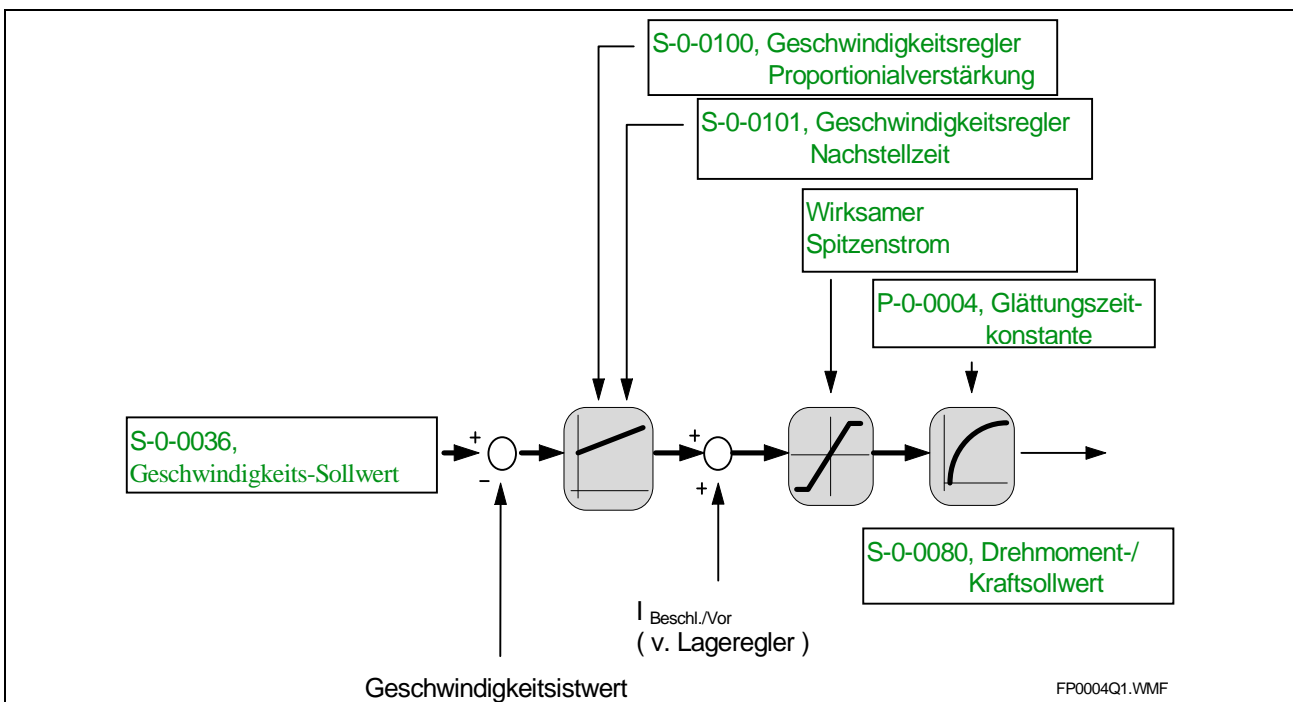 S-0-0100, Geschwindigkeitsregler
Proportionialverstärkung
S-0-0101, Geschwindigkeitsregler
Nachstellzeit
Wirksamer
Spitzenstrom
P-0-0004, Glättungszeit-
konstante
S-0-0036,
Geschwindigkeits-Sollwert
+
−
+
+
S-0-0080, Drehmoment-/
Kraftsollwert
I Beschl./Vor
( v. Lageregler )
Geschwindigkeitsistwert
FP0004Q1.WMF